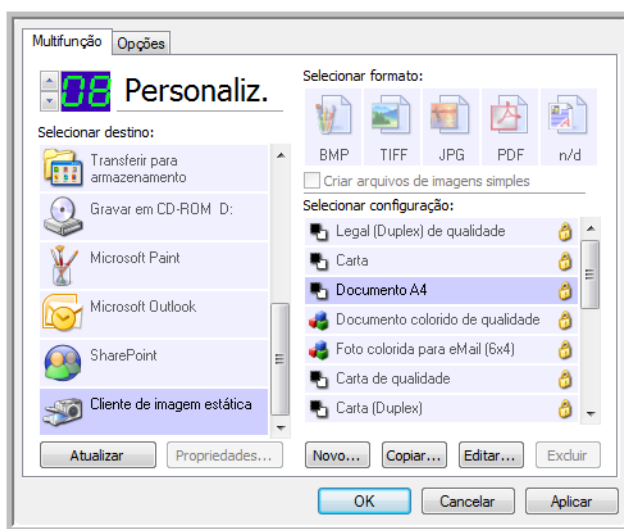 Multifunção
Opções
08
Personaliz.
Selecionar destino:
Transferir para
armazenamento
Gravar em CD-ROM D:
Microsoft Paint
Microsoft Outlook
SharePoint
Cliente de imagem estática
Atualizar
Propriedades...
Selecionar formato:
BMP
TIFF
JPG
PDF
n/d
Criar arquivos de imagens simples
Selecionar configuração:
Legal (Duplex) de qualidade
Carta
Documento A4
Documento colorido de qualidade
Foto colorida para eMail (6x4)
Carta de qualidade
Carta (Duplex)
Novo...
Copiar...
Editar...
Excluir
OK
Cancelar
Aplicar